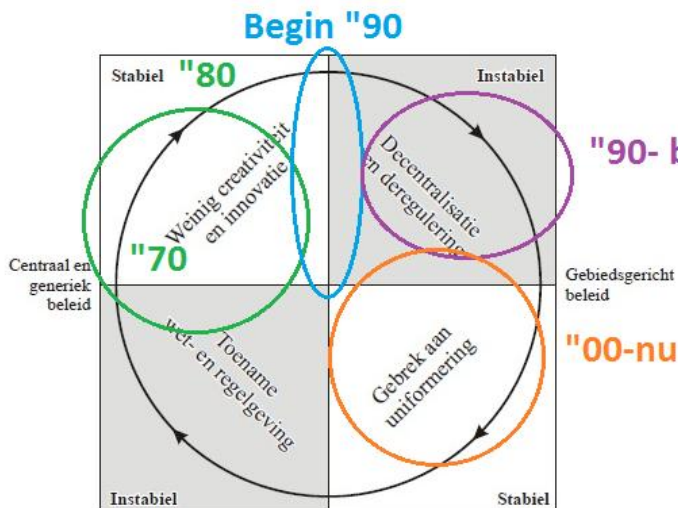 Begin "90
Stabiel "80
Instabiel
Weinig creativiteit
en innovatie
Decentralisatie
en deregulering
"90- b
"70
Centraal en
generiek
beleid
Gebiedsgericht
beleid
Toename
wet- en regelgeving
Gebrek aan
uniformering
"00-nu
Instabiel
Stabiel